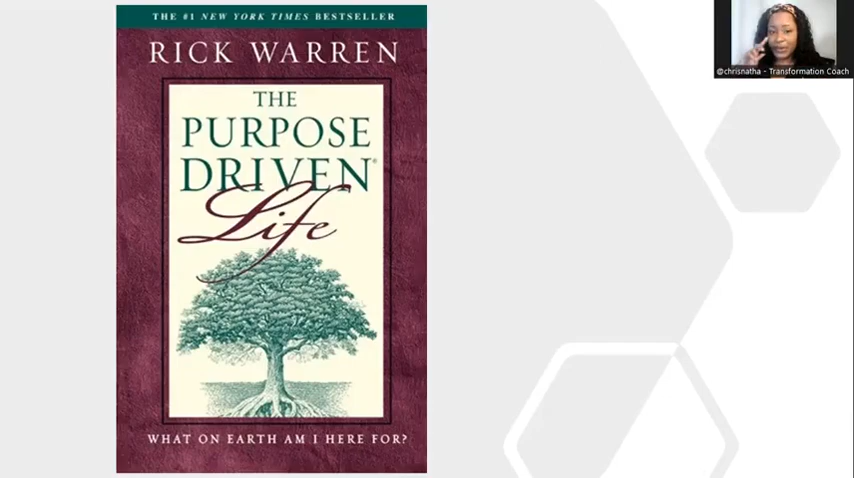 THE #1 NEW YORK TIMES BESTSELLER
RICK WARREN
THE
PURPOSE
DRIVEN®
Life
WHAT ON EARTH AM I HERE FOR?
@chrisnatha - Transformation Coach